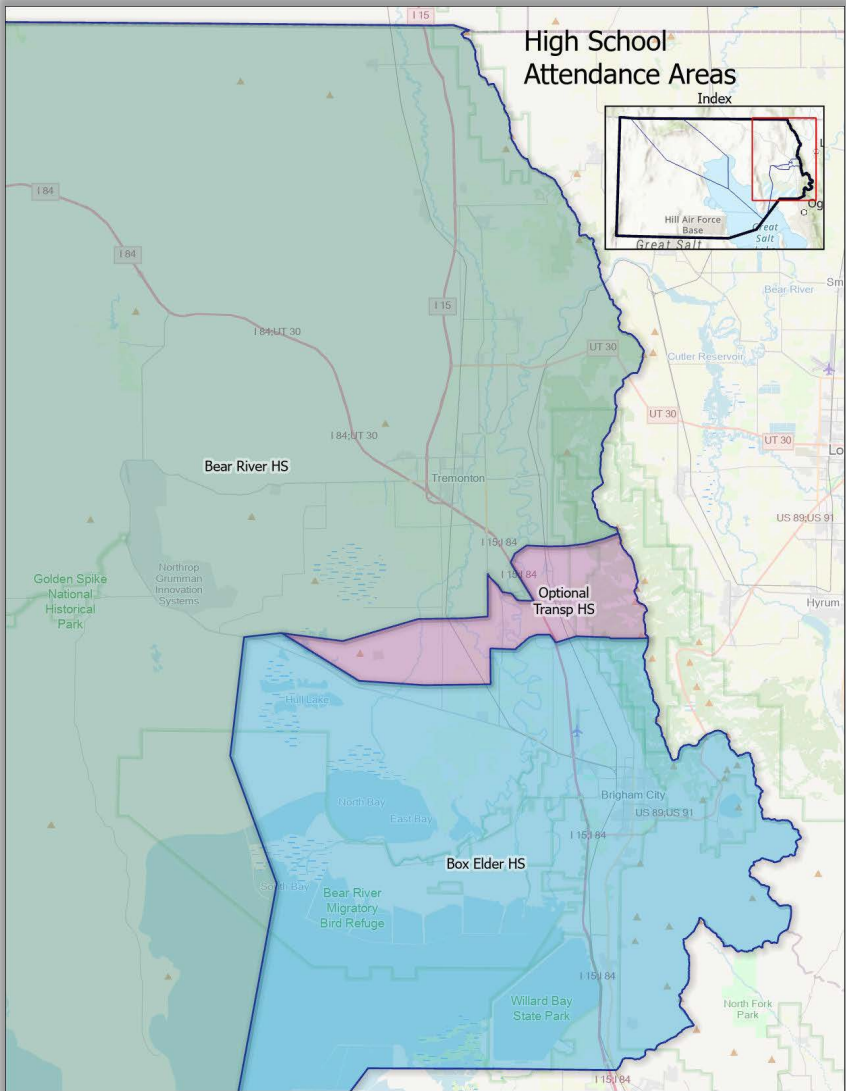 I 15
High School
Attendance Areas
Index
L
Og
Hill Air Force
Base
Great
Salt
Great Salt
I 84
I 84
Bear River
Sm
I 15
I 84;UT 30
UT 30
Cutler Reservoir
UT 30
I 84;UT 30
UT 30
Lo
Bear River HS
Tremonton
US 89;US 91
I 15;I 84
I 15;I 84
Golden Spike
National
Historical
Park
Northrop
Grumman
Innovation
Systems
Optional
Transp HS
Hyrum
Hull Lake
North Bay
East Bay
Brigham City
US 89;US 91
I 15;I 84
Box Elder HS
South Bay
Bear River
Migratory
Bird Refuge
I 15;I 84
Willard Bay
State Park
North Fork
Park
I 15;I 84